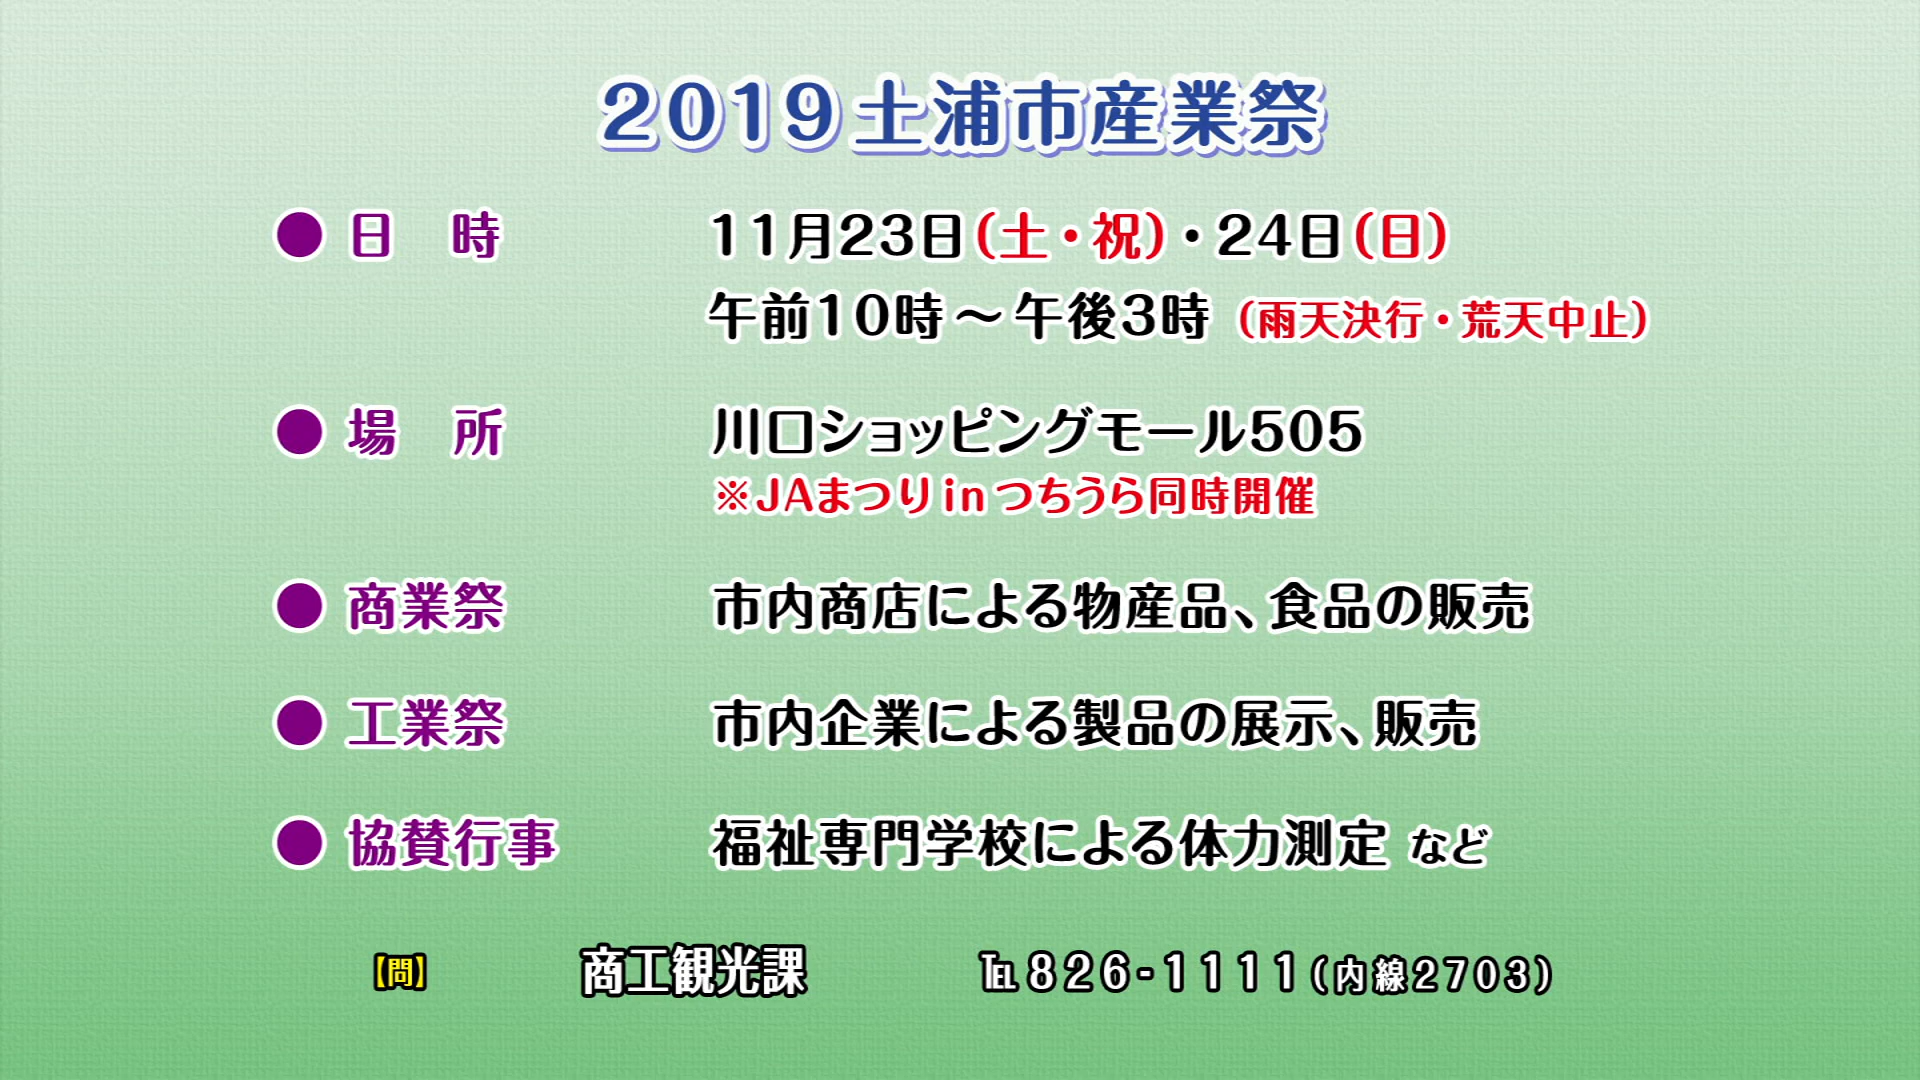 2019土浦市産業祭
● 日　時　11月23日（土・祝）・24日（日）
午前10時～午後3時（雨天決行・荒天中止）
● 場　所　川口ショッピングモール505
※JAまつりinつちうら同時開催
● 商業祭　市内商店による物産品、食品の販売
● 工業祭　市内企業による製品の展示、販売
● 協賛行事　福祉専門学校による体力測定 など
【問】　商工観光課　℡826-1111（内線2703）